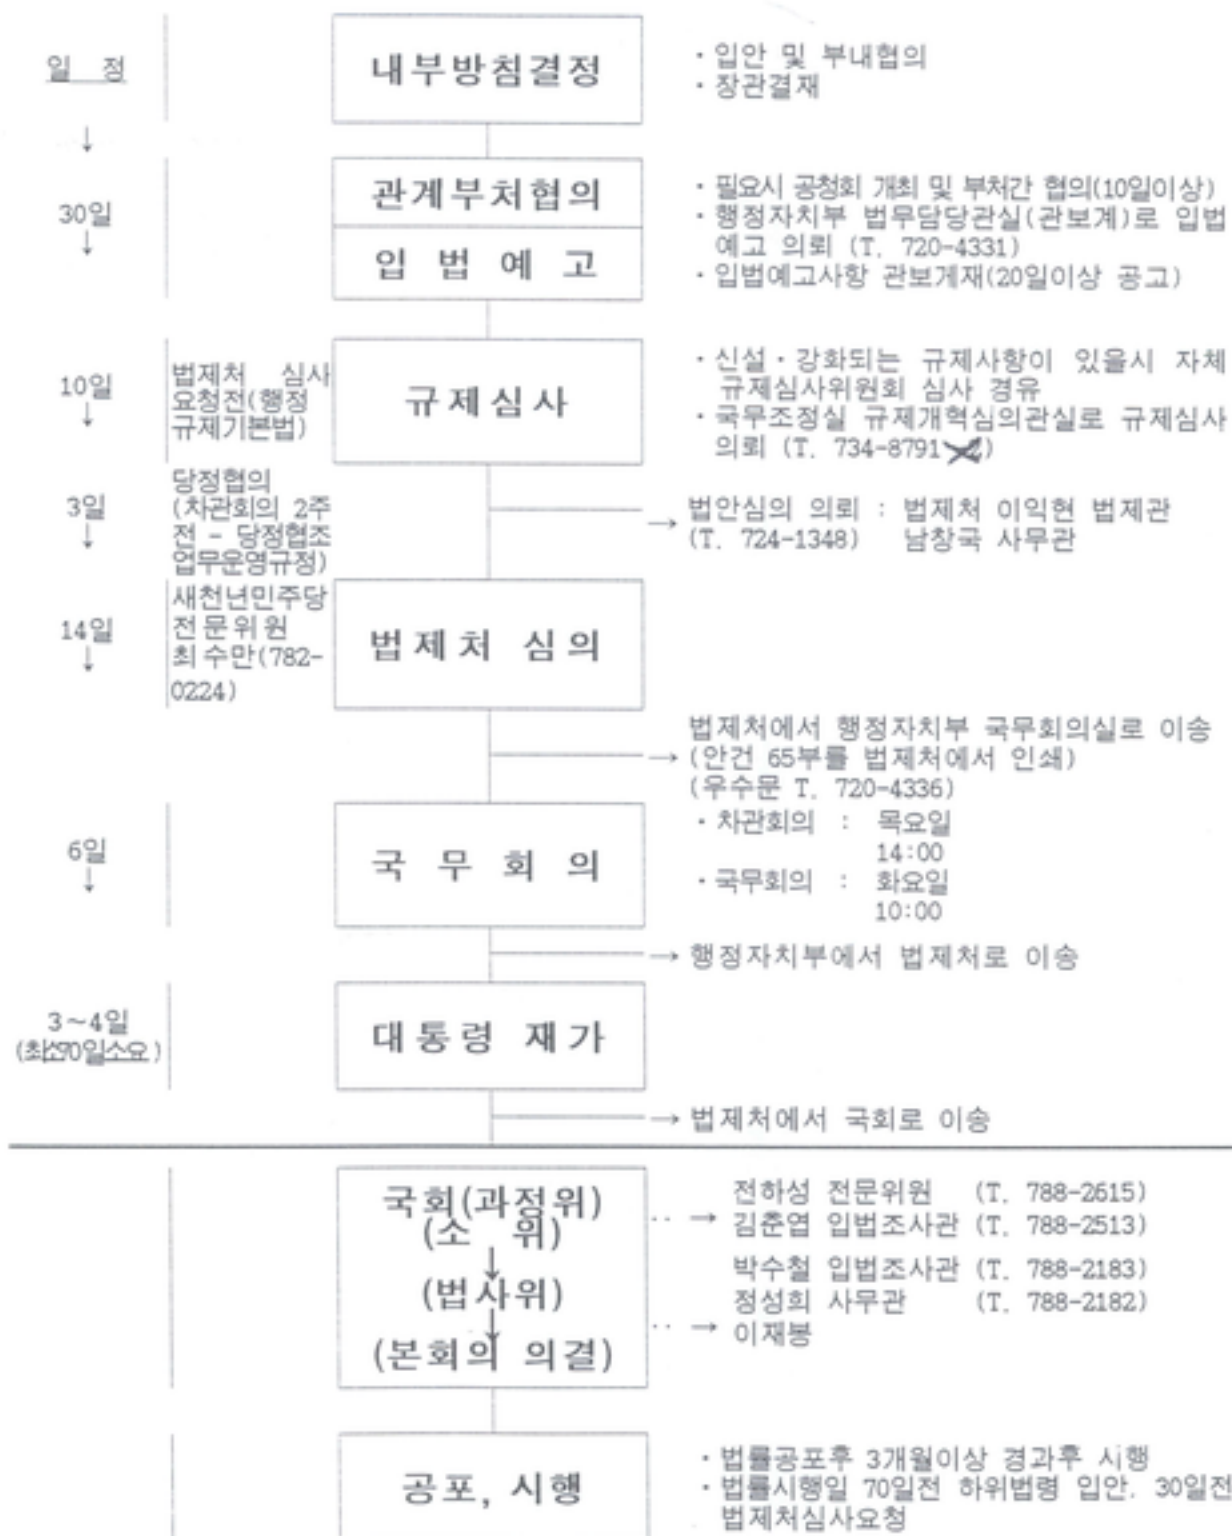 일 정
내부방침결정
· 입안 및 부내협의
· 장관결재
↓
30일
↓
관계부처협의
입 법 예 고
· 필요시 공청회 개최 및 부처간 협의(10일이상)
· 행정자치부 법무담당관실(관보계)로 입법
예고 의뢰 (T. 720-4331)
· 입법예고사항 관보게재(20일이상 공고)
10일
↓
법제처 심사
요청전(행정
규제기본법)
규제심사
· 신설·강화되는 규제사항이 있을시 자체
규제심사위원회 심사 경유
· 국무조정실 규제개혁심의관실로 규제심사
의뢰 (T. 734-8791)
3일
↓
당정협의
(차관회의 2주
전 - 당정협조
업무운영규정)
→ 법안심의 의뢰 : 법제처 이익현 법제관
(T. 724-1348) 남창국 사무관
14일
↓
새천년민주당
전문위원
최수만(782-
0224)
법제처 심의
법제처에서 행정자치부 국무회의실로 이송
→ (안건 65부를 법제처에서 인쇄)
(우수문 T. 720-4336)
6일
↓
국 무 회 의
· 차관회의 : 목요일
14:00
· 국무회의 : 화요일
10:00
→ 행정자치부에서 법제처로 이송
3~4일
(최소70일소요)
대통령 재가
→ 법제처에서 국회로 이송
국회(과정위)
(소 위)
↓
(법사위)
↓
(본회의 의결)
전하성 전문위원 (T. 788-2615)
‥ → 김춘엽 입법조사관 (T. 788-2513)
박수철 입법조사관 (T. 788-2183)
정성희 사무관 (T. 788-2182)
‥ → 이재봉
공포, 시행
· 법률공포후 3개월이상 경과후 시행
· 법률시행일 70일전 하위법령 입안. 30일전
법제처심사요청